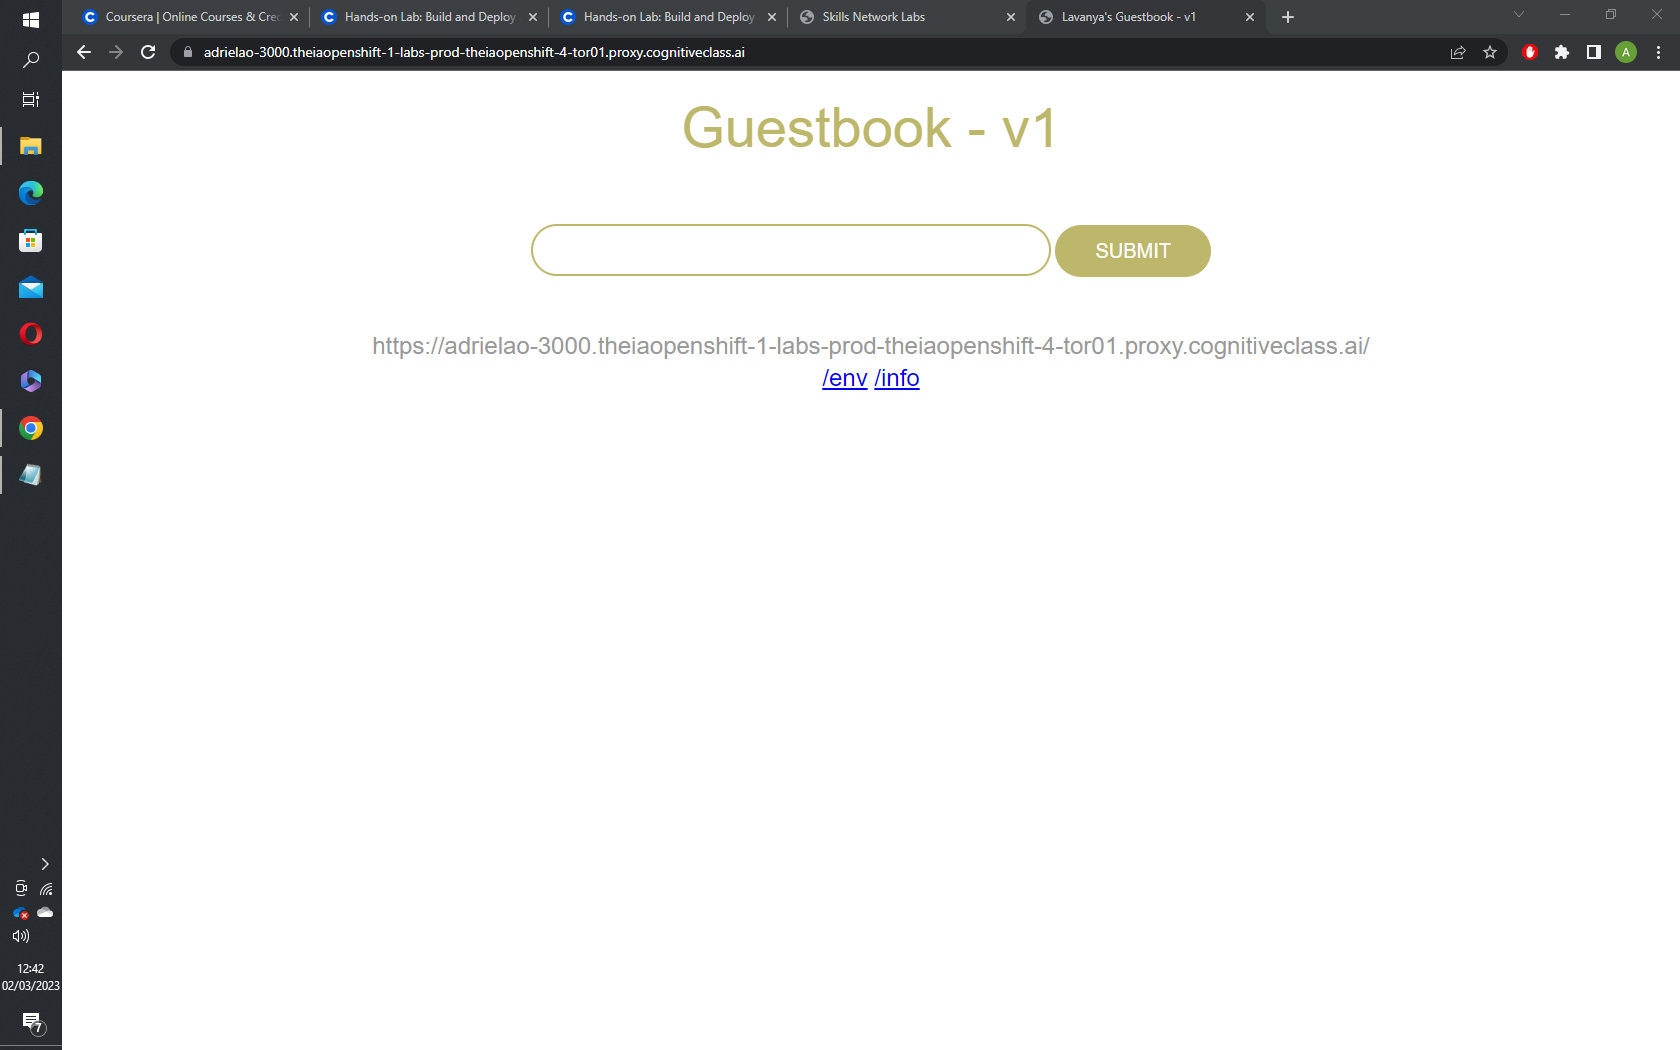 Coursera | Online Courses & Cre
Hands-on Lab: Build and Deploy
Hands-on Lab: Build and Deploy
Skills Network Labs
Lavanya's Guestbook - v1
adrielao-3000.theiaopenshift-1-labs-prod-theiaopenshift-4-tor01.proxy.cognitiveclass.ai
A
Guestbook - v1
SUBMIT
https://adrielao-3000.theiaopenshift-1-labs-prod-theiaopenshift-4-tor01.proxy.cognitiveclass.ai/
/env /info
12:42
02/03/2023
7